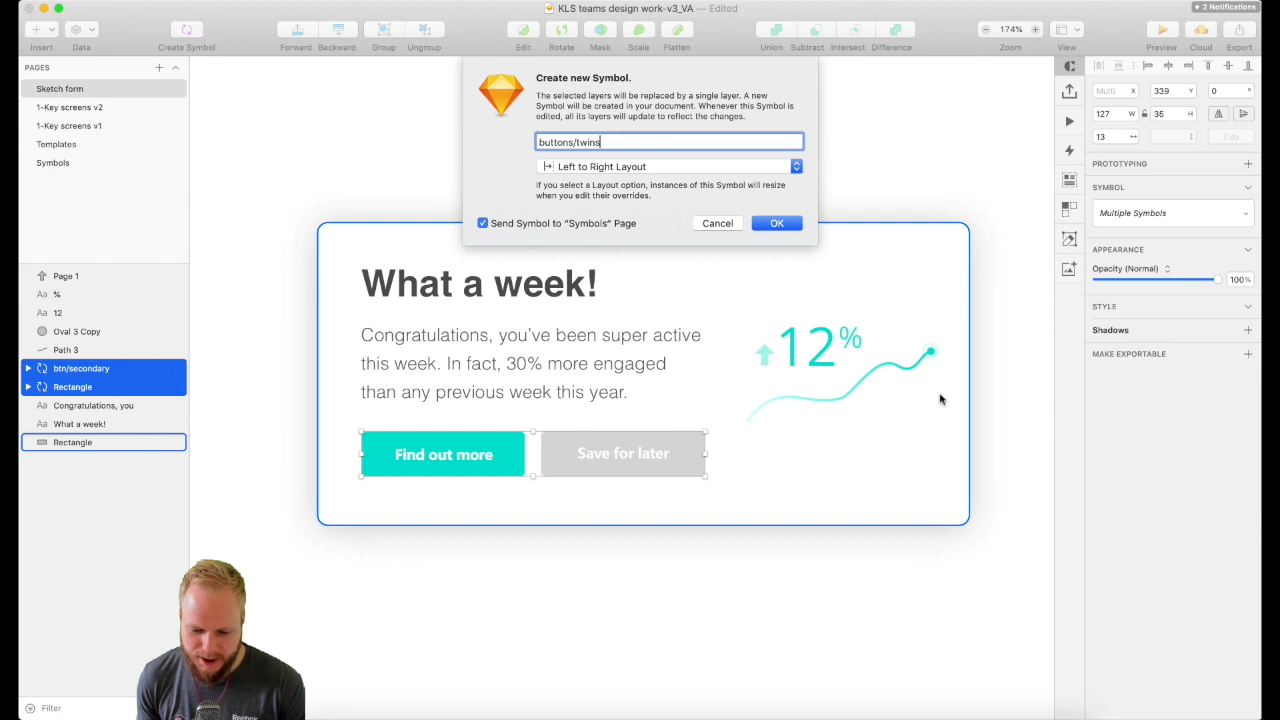 KLS teams design work-v3_VA — Edited
2 Notifications
Insert
Data
Create Symbol
Forward
Backward
Group
Ungroup
Edit
Rotate
Mask
Scale
Flatten
Union
Subtract
Intersect
Difference
174%
Zoom
View
Preview
Cloud
Export
PAGES
Sketch form
1-Key screens v2
1-Key screens v1
Templates
Symbols
Page 1
Aa %
Aa 12
Oval 3 Copy
Path 3
btn/secondary
Rectangle
Aa Congratulations, you
Aa What a week!
Rectangle
Filter
Create new Symbol.
The selected layers will be replaced by a single layer. A new
Symbol will be created in your document. Whenever this Symbol is
edited, all its layers will update to reflect the changes.
buttons/twins
Left to Right Layout
If you select a Layout option, instances of this Symbol will resize
when you edit their overrides.
Send Symbol to “Symbols” Page
Cancel
OK
What a week!
Congratulations, you’ve been super active
this week. In fact, 30% more engaged
than any previous week this year.
12%
Find out more
Save for later
Multi X 339 Y 0 °
127 W 36 H
13
Tidy
PROTOTYPING
SYMBOL
Multiple Symbols
APPEARANCE
Opacity (Normal)
100%
STYLE
Shadows
MAKE EXPORTABLE
Reebok